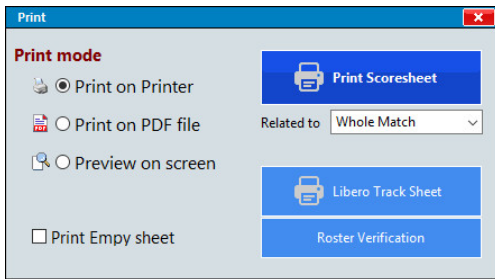 Print
Print mode
Print on Printer
Print on PDF file
Preview on screen
Print Empy sheet
Print Scoresheet
Related to Whole Match
Libero Track Sheet
Roster Verification